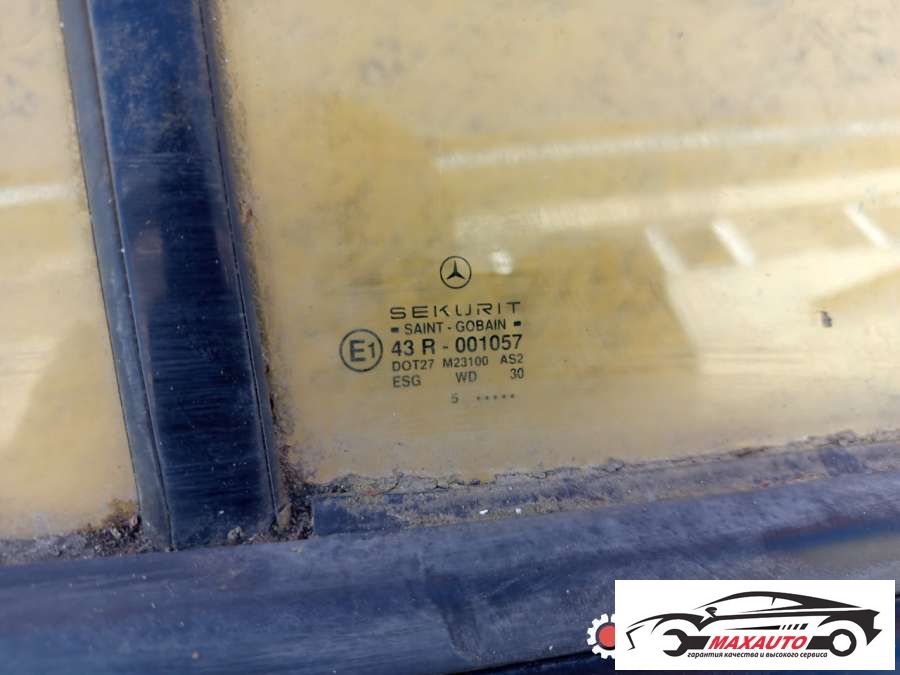 SEKURIT
SAINT - GOBAIN
E1
43 R - 001057
DOT27 M23100 AS2
ESG WD 30
5 •••••
MAXAUTO
гарантия качества и высокого сервиса